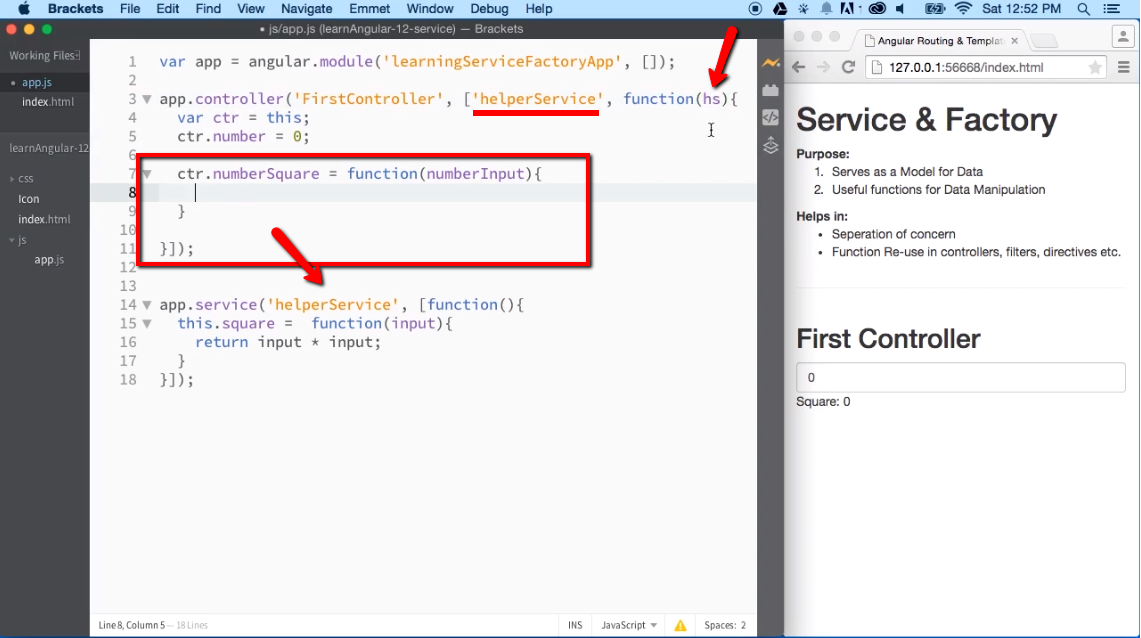 Brackets File Edit Find View Navigate Emmet Window Debug Help 1 Sat 12:52 PM
• js/app.js (learnAngular-12-service) — Brackets
Working Files
app.js
index.html
learnAngular-12
css
Icon
index.html
js
app.js
1 var app = angular.module('learningServiceFactoryApp', []);
2
3 app.controller('FirstController', ['helperService', function(hs){
4 var ctr = this;
5 ctr.number = 0;
6
7 ctr.numberSquare = function(numberInput){
8
9 }
10
11 }]);
12
13
14 app.service('helperService', [function(){
15 this.square = function(input){
16 return input * input;
17 }
18 }]);
Line 8, Column 5 — 18 Lines
INS JavaScript Spaces: 2
Angular Routing & Templat
127.0.0.1:56668/index.html
Service & Factory
Purpose:
1. Serves as a Model for Data
2. Useful functions for Data Manipulation
Helps in:
• Seperation of concern
• Function Re-use in controllers, filters, directives etc.
First Controller
0
Square: 0